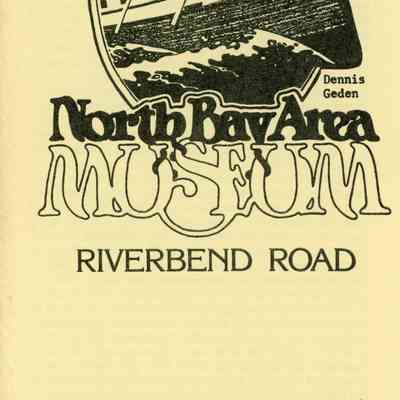 Dennis
Geden
North Bay Area
MUSEUM
RIVERBEND ROAD